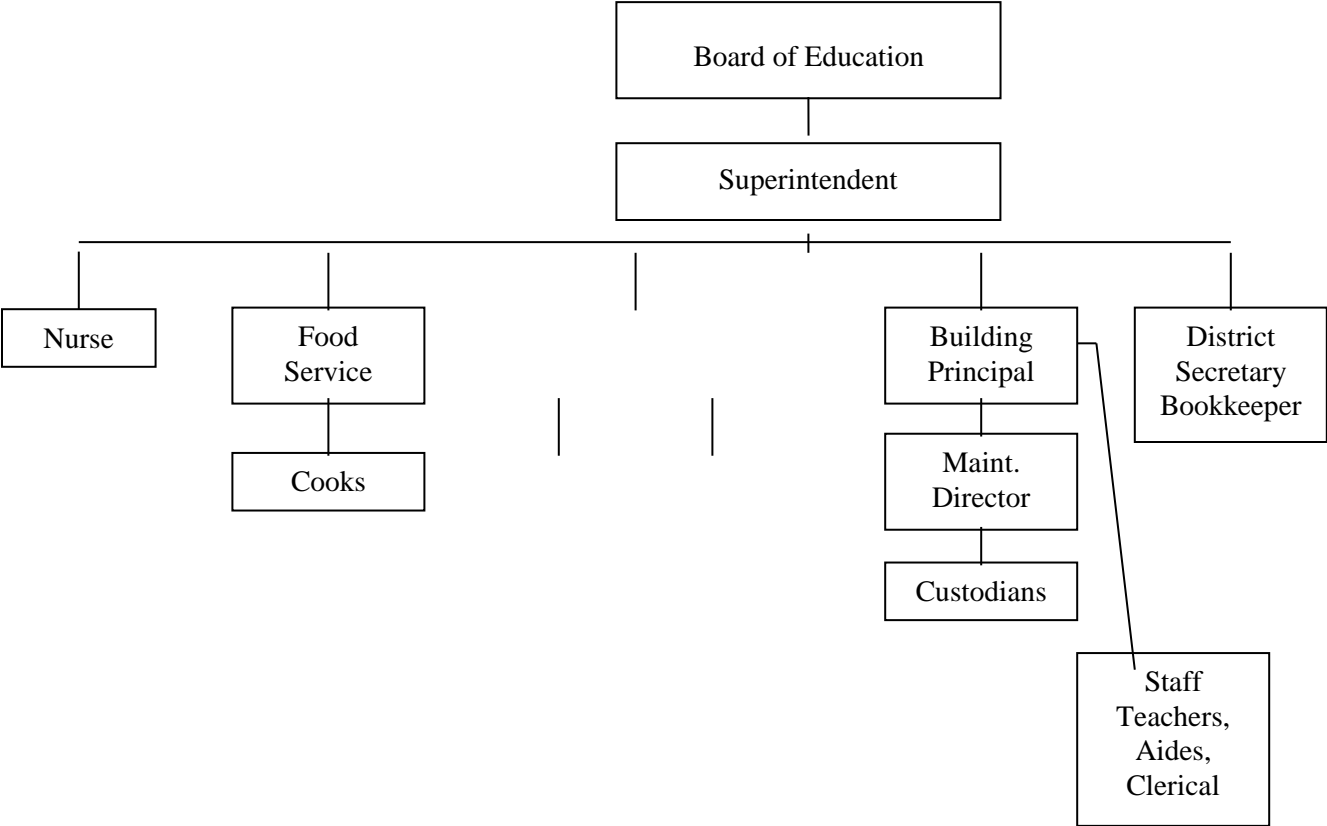 Board of Education
Superintendent
Nurse
Food
Service
Building
Principal
District
Secretary
Bookkeeper
Cooks
Maint.
Director
Custodians
Staff
Teachers,
Aides,
Clerical